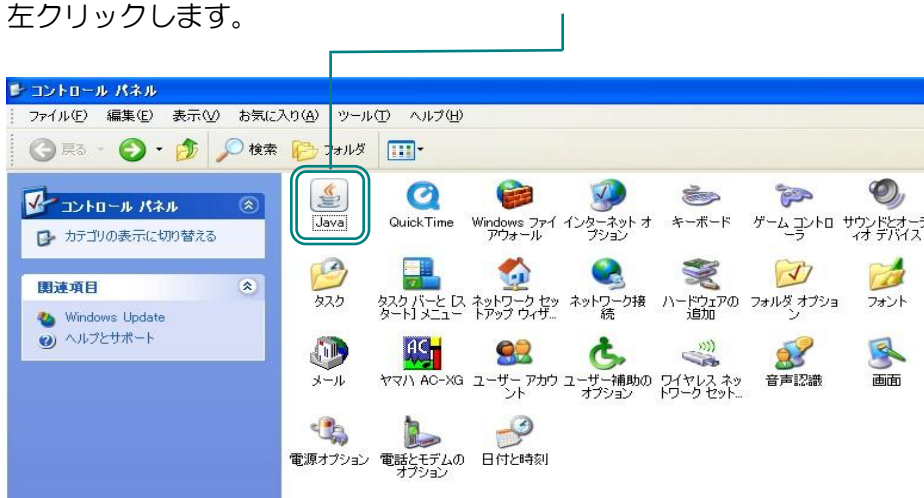 左クリックします。
コントロール パネル
ファイル(F) 編集(E) 表示(V) お気に入り(A) ツール(T) ヘルプ(H)
戻る 検索 フォルダ
コントロール パネル
カテゴリの表示に切り替える
関連項目
Windows Update
ヘルプとサポート
Java
QuickTime
Windows ファイ
アウォール
インターネット オ
プション
キーボード
ゲーム コントロ
ーラ
サウンドとオーデ
ィオ デバイス
タスク
タスク バーと [ス
タート] メニュー
ネットワーク セッ
トアップ ウィザ...
ネットワーク接
続
ハードウェアの
追加
フォルダ オプショ
ン
フォント
メール
ヤマハ AC-XG
ユーザー アカウ
ント
ユーザー補助の
オプション
ワイヤレス ネッ
トワーク セット...
音声認識
画面
電源オプション
電話とモデムの
オプション
日付と時刻